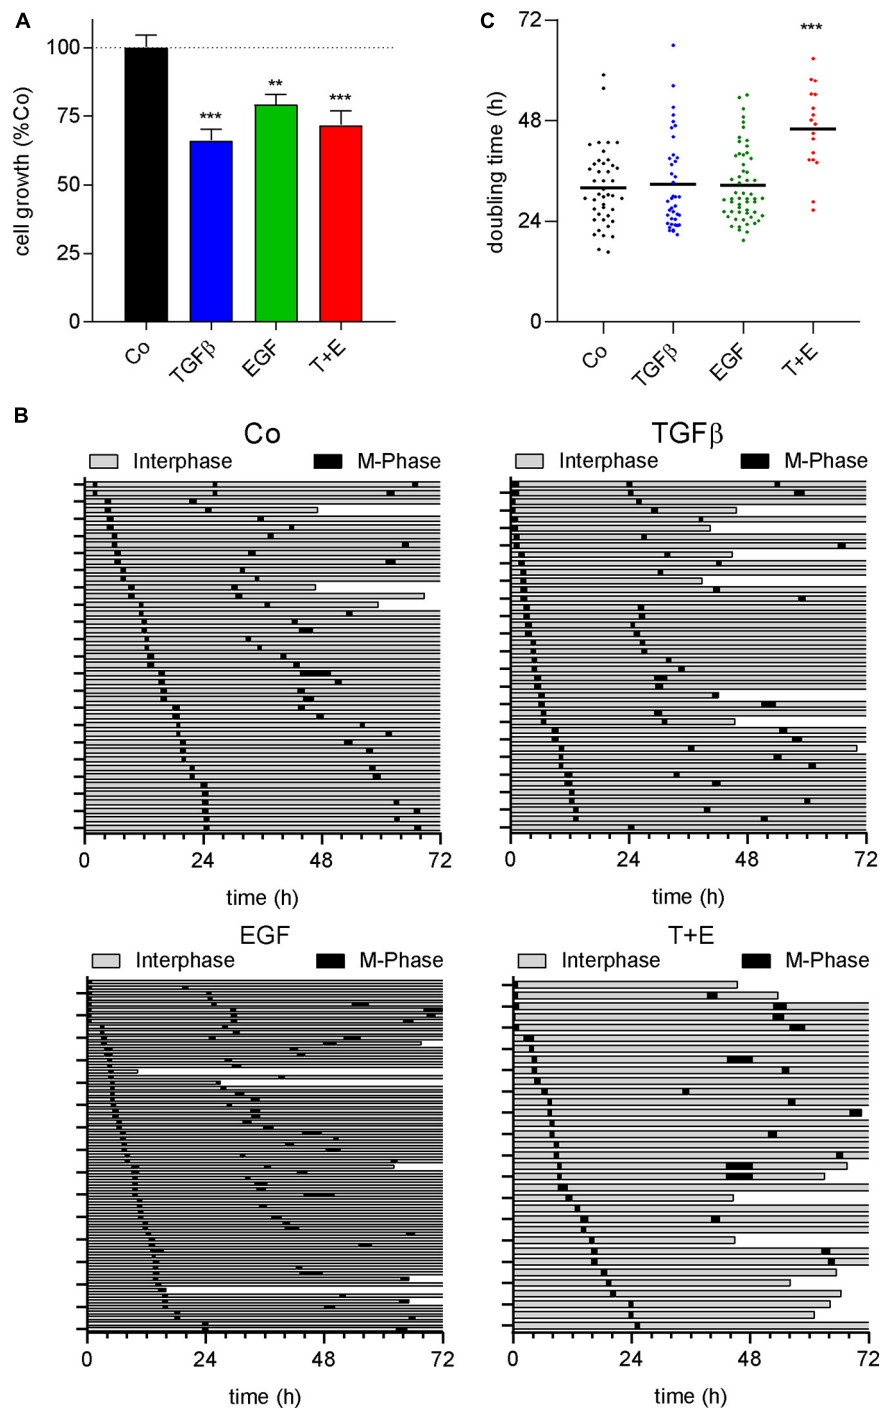 A
cell growth (%Co)
100
75
50
25
0
***
**
***
Co
TGFβ
EGF
T+E
C
doubling time (h)
72
48
24
0
***
Co
TGFβ
EGF
T+E
B
Co
Interphase
M-Phase
0
24
48
72
time (h)
TGFβ
Interphase
M-Phase
0
24
48
72
time (h)
EGF
Interphase
M-Phase
0
24
48
72
time (h)
T+E
Interphase
M-Phase
0
24
48
72
time (h)